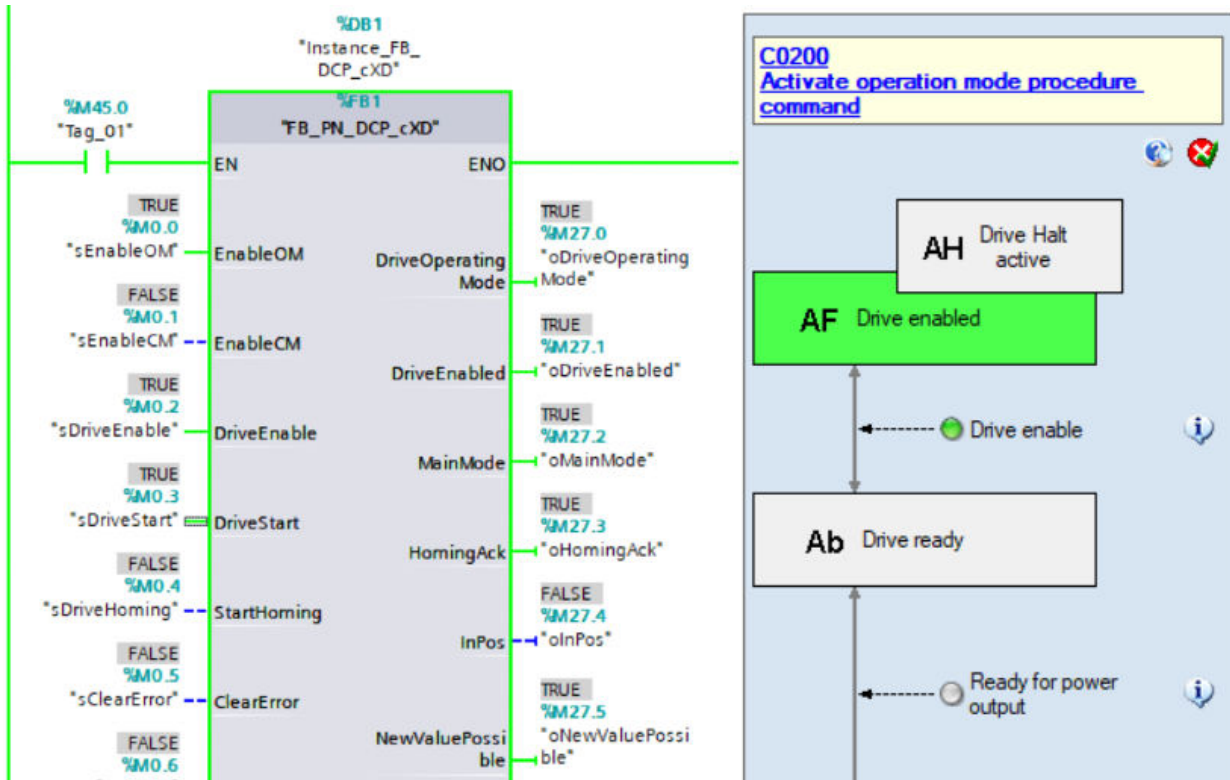 %DB1
"Instance_FB_
DCP_cXD"
%FB1
"FB_PN_DCP_cXD"
%M45.0
"Tag_01"
EN
ENO
TRUE
%M0.0
"sEnableOM"
EnableOM
FALSE
%M0.1
"sEnableCM"
EnableCM
TRUE
%M0.2
"sDriveEnable"
DriveEnable
TRUE
%M0.3
"sDriveStart"
DriveStart
FALSE
%M0.4
"sDriveHoming"
StartHoming
FALSE
%M0.5
"sClearError"
ClearError
FALSE
%M0.6
DriveOperating
Mode
TRUE
%M27.0
"oDriveOperating
Mode"
DriveEnabled
TRUE
%M27.1
"oDriveEnabled"
MainMode
TRUE
%M27.2
"oMainMode"
HomingAck
TRUE
%M27.3
"oHomingAck"
InPos
FALSE
%M27.4
"oInPos"
NewValuePossi
ble
TRUE
%M27.5
"oNewValuePossi
ble"
C0200
Activate operation mode procedure
command
AH Drive Halt
active
AF Drive enabled
Drive enable
Ab Drive ready
Ready for power
output